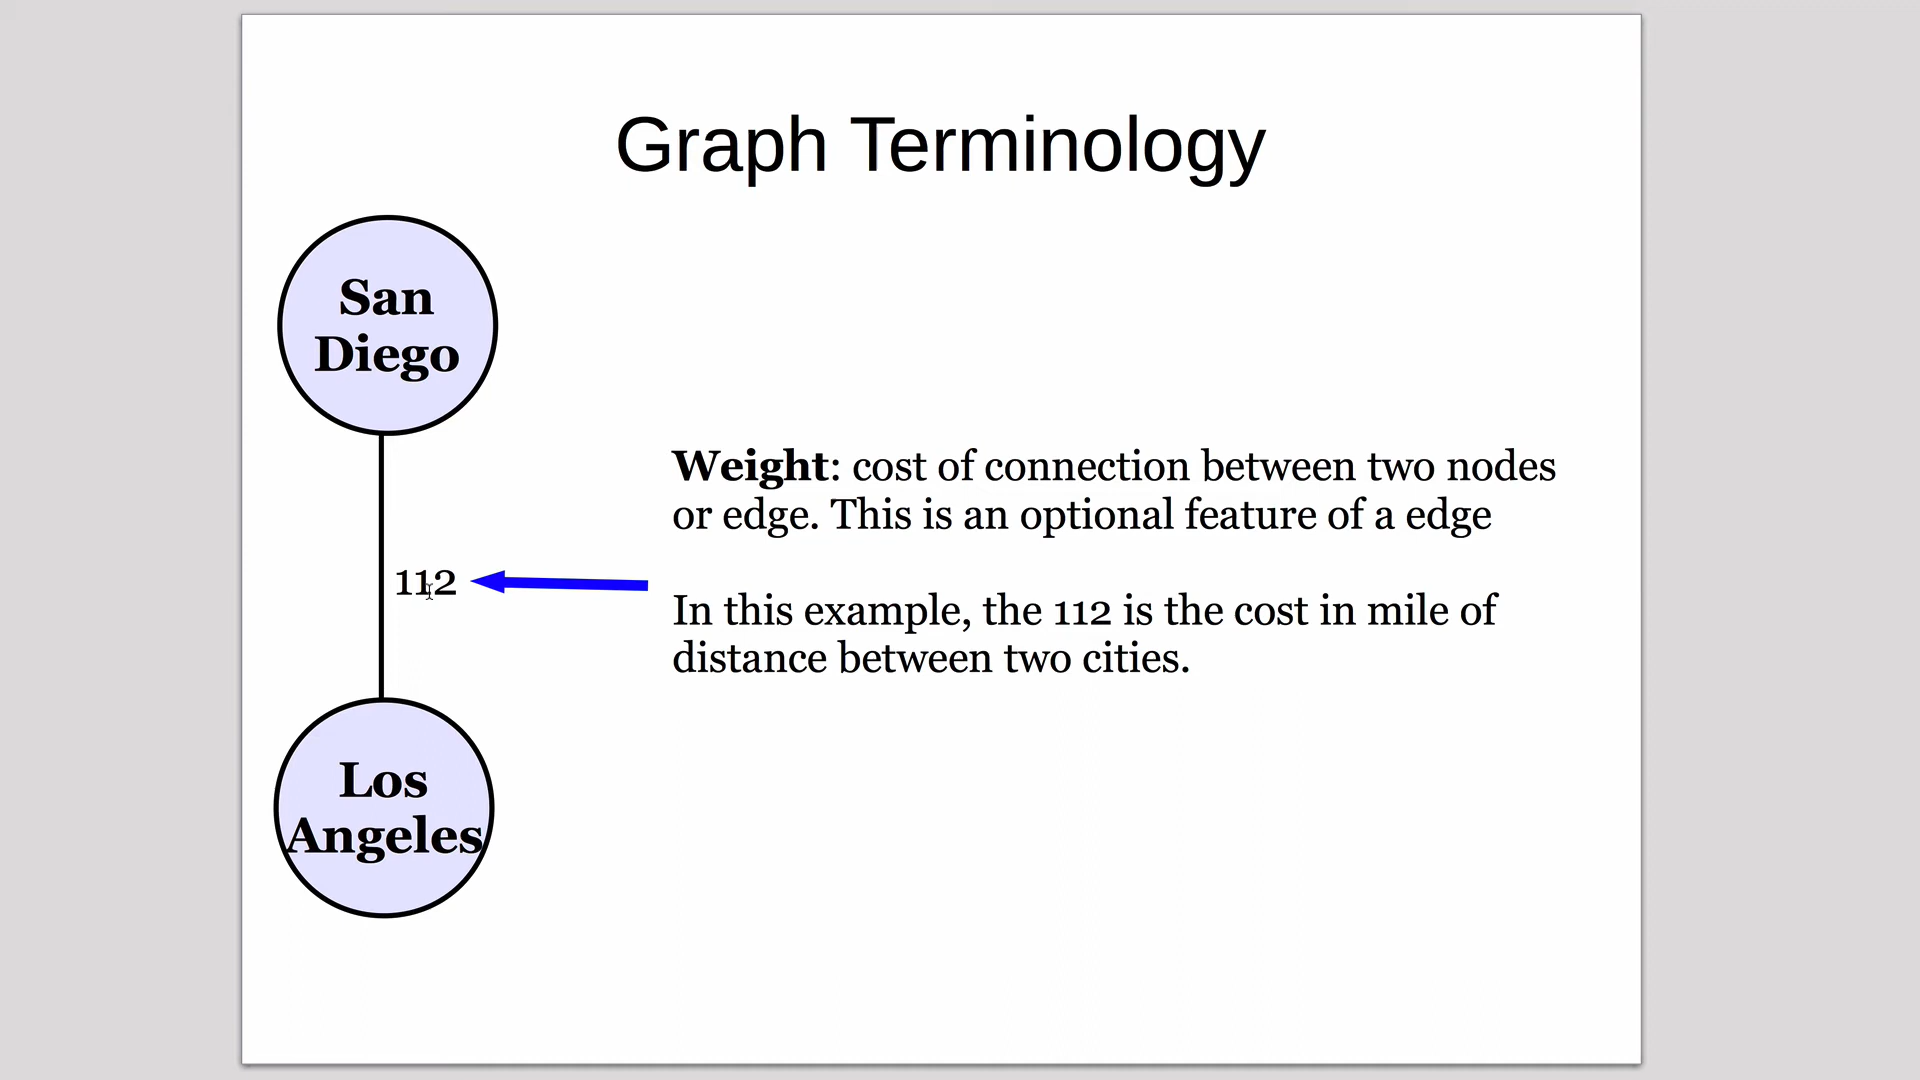 Graph Terminology
San
Diego
Weight: cost of connection between two nodes
or edge. This is an optional feature of a edge
112
In this example, the 112 is the cost in mile of
distance between two cities.
Los
Angeles